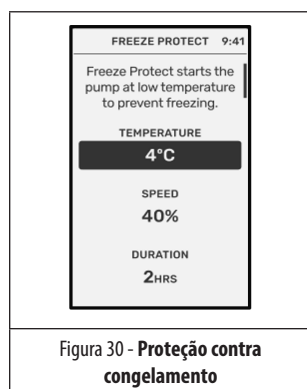 FREEZE PROTECT 9:41
Freeze Protect starts the
pump at low temperature
to prevent freezing.
TEMPERATURE
4°C
SPEED
40%
DURATION
2HRS
Figura 30 - Proteção contra
congelamento